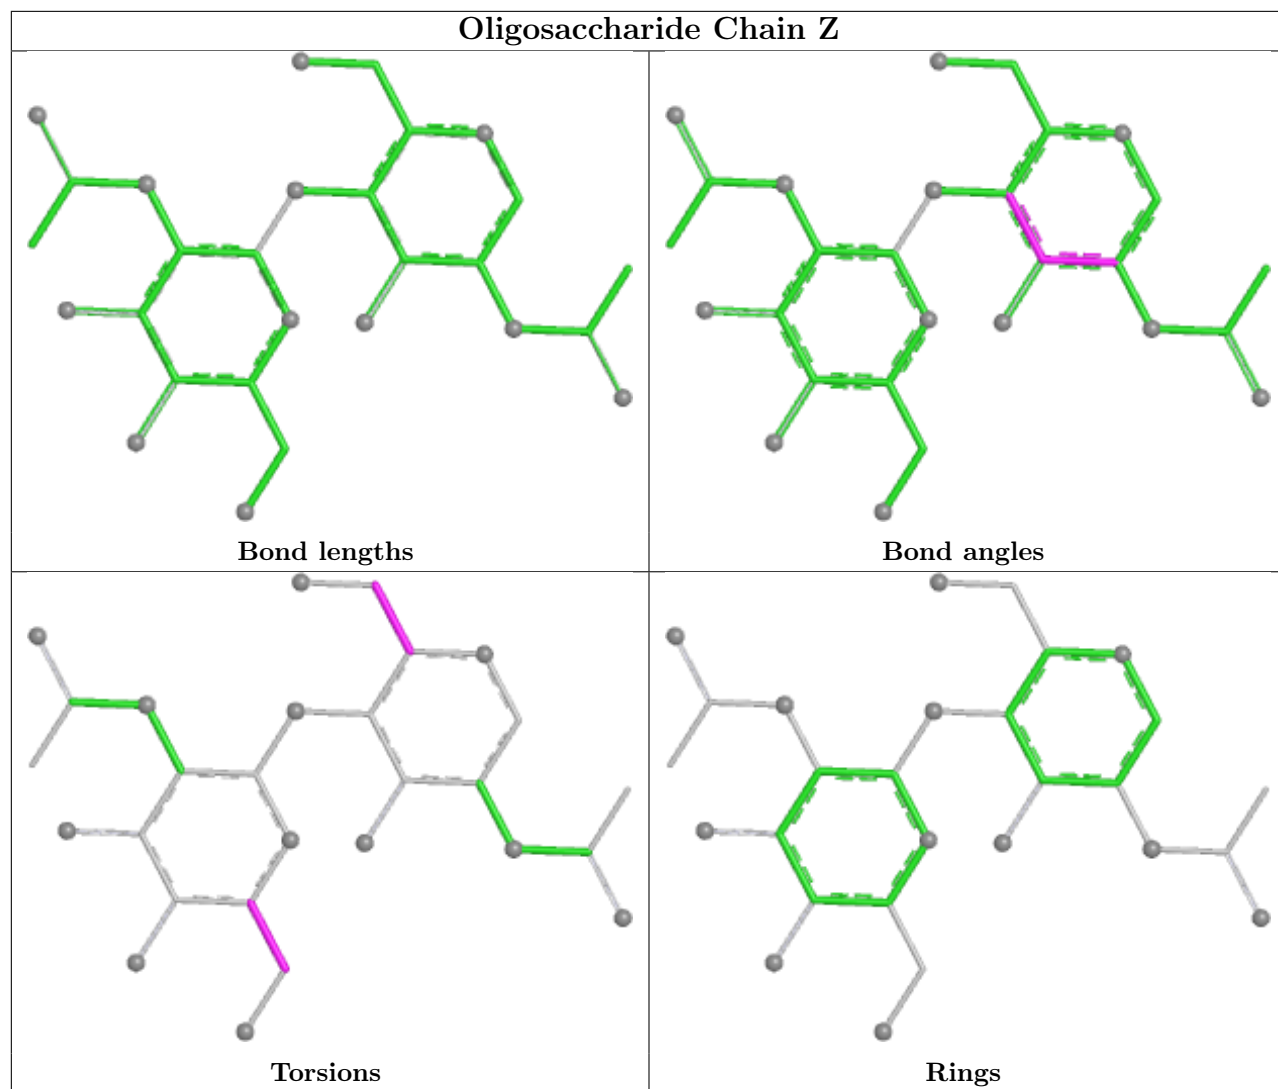 Oligosaccharide Chain Z
Bond lengths
Bond angles
Torsions
Rings